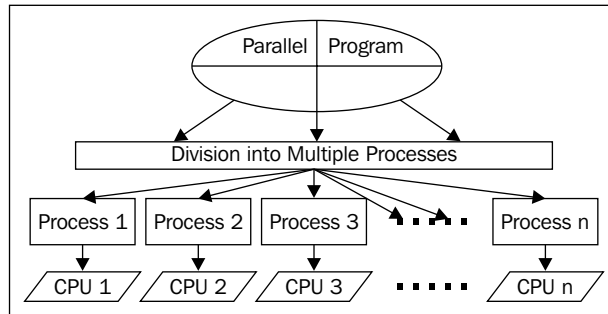 Parallel Program
Division into Multiple Processes
Process 1 Process 2 Process 3 Process n
CPU 1 CPU 2 CPU 3 CPU n